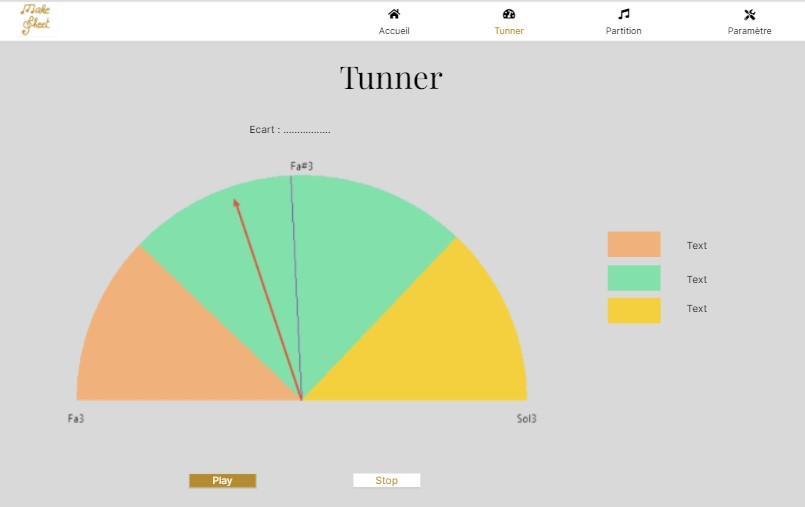 Make
Sheet
Accueil
Tunner
Partition
Paramètre
Tunner
Ecart : .................
Fa#3
Text
Text
Text
Fa3
Sol3
Play
Stop